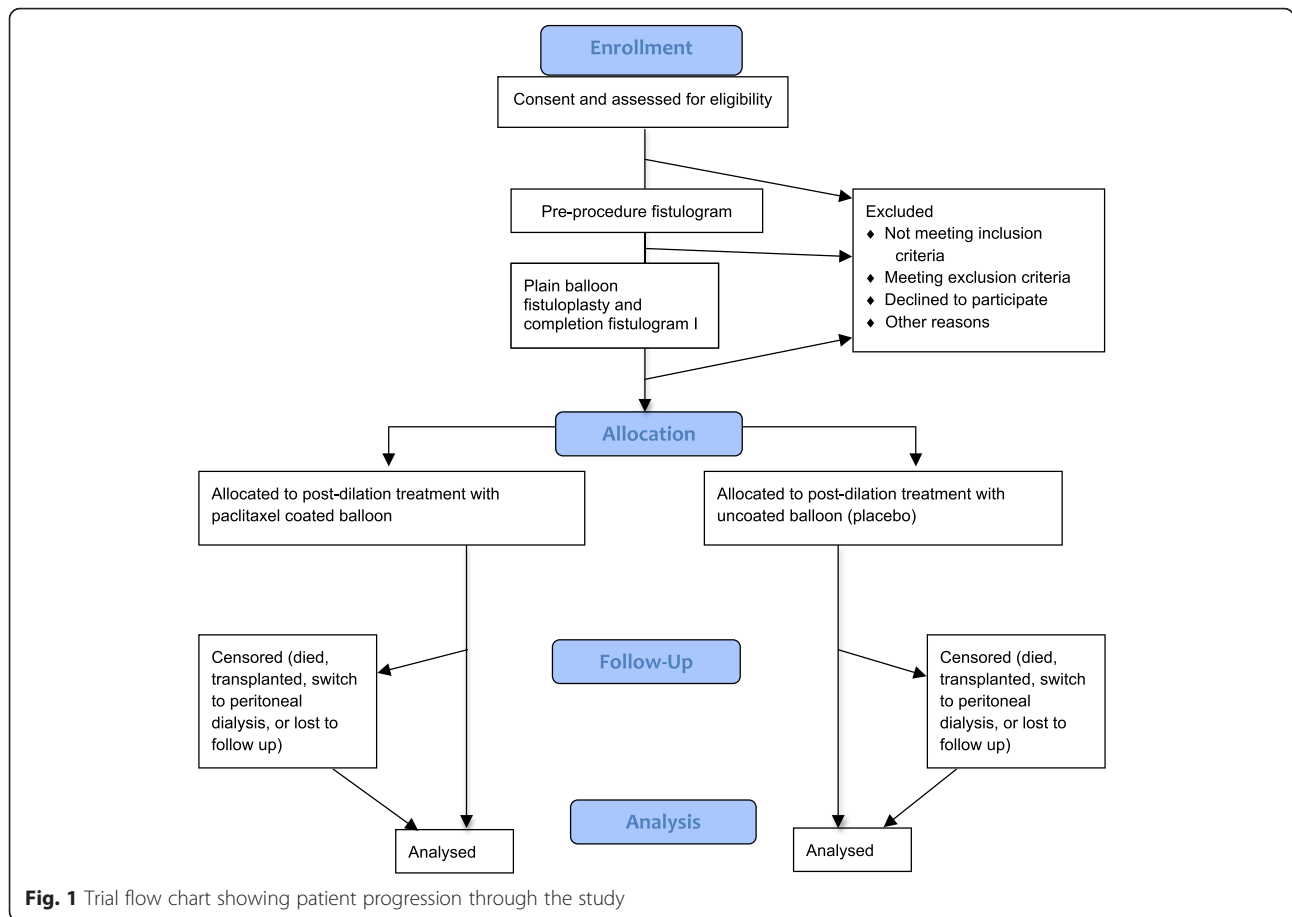 Enrollment
Consent and assessed for eligibility
Pre-procedure fistulogram
Excluded
♦ Not meeting inclusion
criteria
♦ Meeting exclusion criteria
♦ Declined to participate
♦ Other reasons
Plain balloon
fistuloplasty and
completion fistulogram I
Allocation
Allocated to post-dilation treatment with
paclitaxel coated balloon
Allocated to post-dilation treatment with
uncoated balloon (placebo)
Censored (died,
transplanted, switch
to peritoneal
dialysis, or lost to
follow up)
Follow-Up
Censored (died,
transplanted, switch
to peritoneal
dialysis, or lost to
follow up)
Analysis
Analysed
Analysed
Fig. 1 Trial flow chart showing patient progression through the study